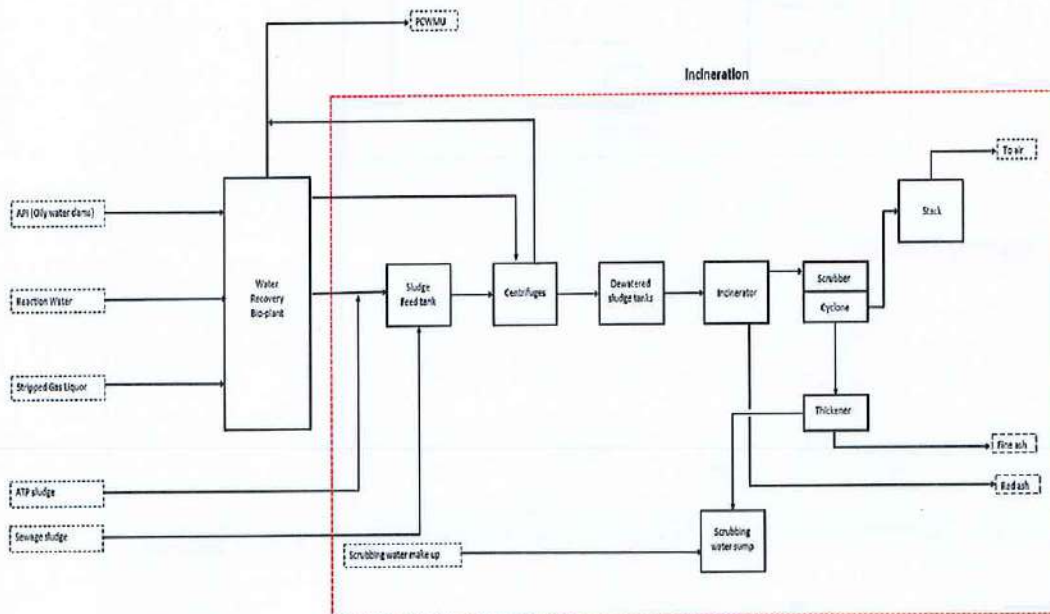 PCWMU
Incineration
To air
API (Oily water dams)
Stack
Water
Recovery
Bio-plant
Sludge
Feed tank
Centrifuges
Dewatered
sludge tanks
Incinerator
Scrubber
Cyclone
Reaction Water
Stripped Gas Liquor
Thickener
Fine ash
ATP sludge
Red ash
Sewage sludge
Scrubbing water make up
Scrubbing
water sump